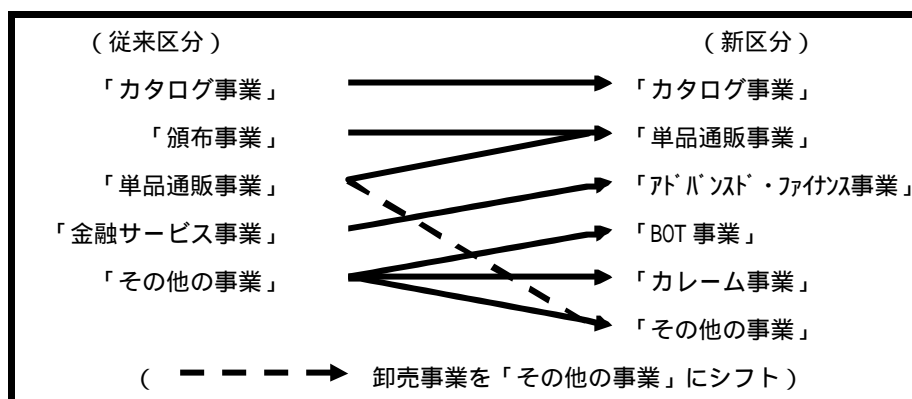 （従来区分） （新区分）
「カタログ事業」 「カタログ事業」
「頒布事業」 「単品通販事業」
「単品通販事業」 「ｱﾄﾞﾊﾞﾝｽﾄﾞ・ﾌｧｲﾅﾝｽ事業」
「金融サービス事業」 「BOT 事業」
「その他の事業」 「カレーム事業」
「その他の事業」
（ 卸売事業を「その他の事業」にシフト）